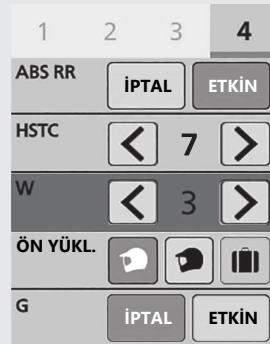 1 2 3 4
ABS RR İPTAL ETKİN
HSTC 7
W 3
ÖN YÜKL.
G İPTAL ETKİN